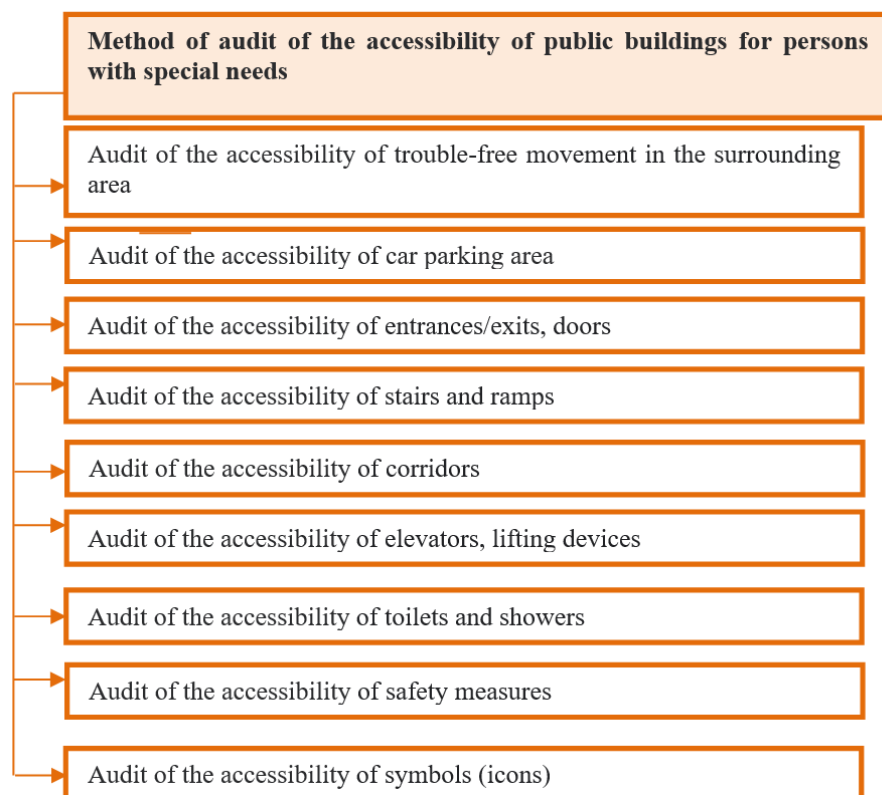 Method of audit of the accessibility of public buildings for persons
with special needs
Audit of the accessibility of trouble-free movement in the surrounding
area
Audit of the accessibility of car parking area
Audit of the accessibility of entrances/exits, doors
Audit of the accessibility of stairs and ramps
Audit of the accessibility of corridors
Audit of the accessibility of elevators, lifting devices
Audit of the accessibility of toilets and showers
Audit of the accessibility of safety measures
Audit of the accessibility of symbols (icons)